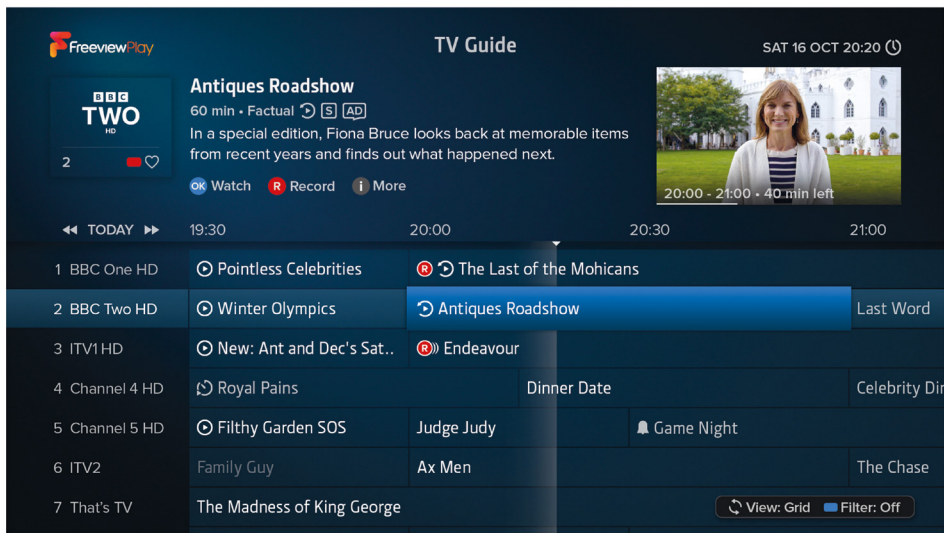 FreeviewPlay
TV Guide
SAT 16 OCT 20:20
BBC
TWO
HD
2
Antiques Roadshow
60 min • Factual S AD
In a special edition, Fiona Bruce looks back at memorable items
from recent years and finds out what happened next.
OK Watch R Record i More
20:00 - 21:00 • 40 min left
TODAY 19:30 20:00 20:30 21:00
1 BBC One HD Pointless Celebrities R The Last of the Mohicans
2 BBC Two HD Winter Olympics Antiques Roadshow Last Word
3 ITV1 HD New: Ant and Dec's Sat.. R Endeavour
4 Channel 4 HD Royal Pains Dinner Date Celebrity Din
5 Channel 5 HD Filthy Garden SOS Judge Judy Game Night
6 ITV2 Family Guy Ax Men The Chase
7 That's TV The Madness of King George
View: Grid Filter: Off